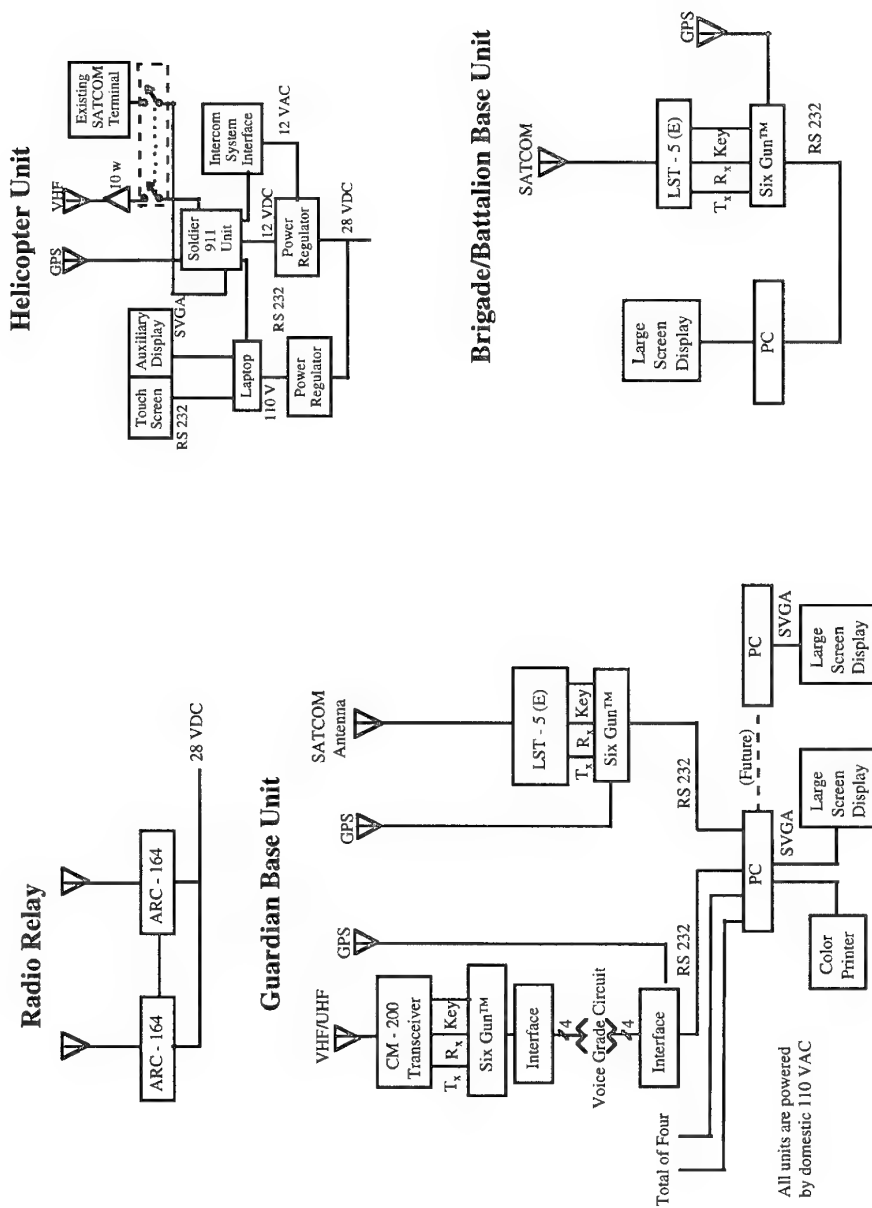 Radio Relay
ARC - 164
ARC - 164
28 VDC
Guardian Base Unit
VHF/UHF
CM - 200
Transceiver
Tx Rx Key
Six Gun™
Interface
4
Voice Grade Circuit
4
Interface
GPS
RS 232
GPS
SATCOM
Antenna
LST - 5 (E)
Tx Rx Key
Six Gun™
RS 232
Total of Four
PC
(Future)
PC
SVGA
SVGA
Color
Printer
Large
Screen
Display
Large
Screen
Display
All units are powered
by domestic 110 VAC
Helicopter Unit
GPS
VHF
10 w
Existing
SATCOM
Terminal
Touch
Screen
Auxiliary
Display
SVGA
RS 232
Soldier
911
Unit
Intercom
System
Interface
Laptop
RS 232
12 VDC
12 VAC
110 V
Power
Regulator
Power
Regulator
28 VDC
Brigade/Battalion Base Unit
SATCOM
GPS
LST - 5 (E)
Tx Rx Key
Six Gun™
RS 232
Large
Screen
Display
PC